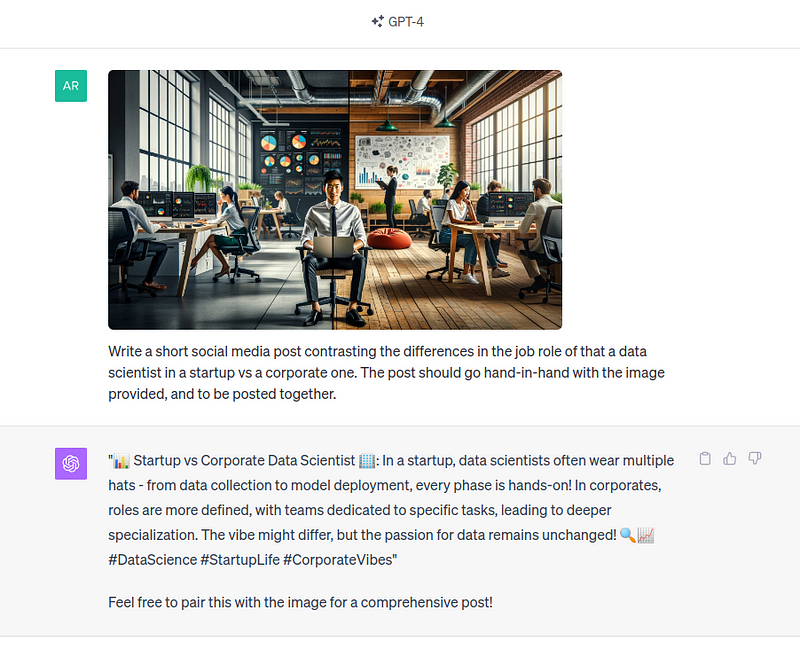 GPT-4
AR
Write a short social media post contrasting the differences in the job role of that a data
scientist in a startup vs a corporate one. The post should go hand-in-hand with the image
provided, and to be posted together.
"📊 Startup vs Corporate Data Scientist 🏢: In a startup, data scientists often wear multiple
hats - from data collection to model deployment, every phase is hands-on! In corporates,
roles are more defined, with teams dedicated to specific tasks, leading to deeper
specialization. The vibe might differ, but the passion for data remains unchanged! 🔍📈
#DataScience #StartupLife #CorporateVibes"
Feel free to pair this with the image for a comprehensive post!